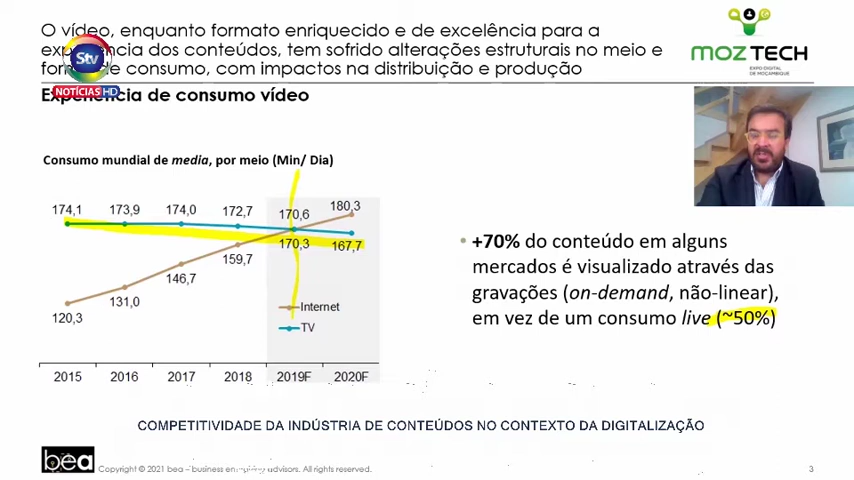 O vídeo, enquanto formato enriquecido e de excelência para a
dos conteúdos, tem sofrido alterações estruturais no meio e
de consumo, com impactos na distribuição e produção
Stv
NOTÍCIAS HD
MOZTECH
EXPO DIGITAL
DE MOÇAMBIQUE
Experiência de consumo vídeo
Consumo mundial de media, por meio (Min/ Dia)
174,1 173,9 174,0 172,7 170,6 180,3
120,3 131,0 146,7 159,7 170,3 167,7
Internet
TV
2015 2016 2017 2018 2019F 2020F
• +70% do conteúdo em alguns
mercados é visualizado através das
gravações (on-demand, não-linear),
em vez de um consumo live (~50%)
COMPETITIVIDADE DA INDÚSTRIA DE CONTEÚDOS NO CONTEXTO DA DIGITALIZAÇÃO
bea
Copyright © 2021 bea – business advisors. All rights reserved.
3